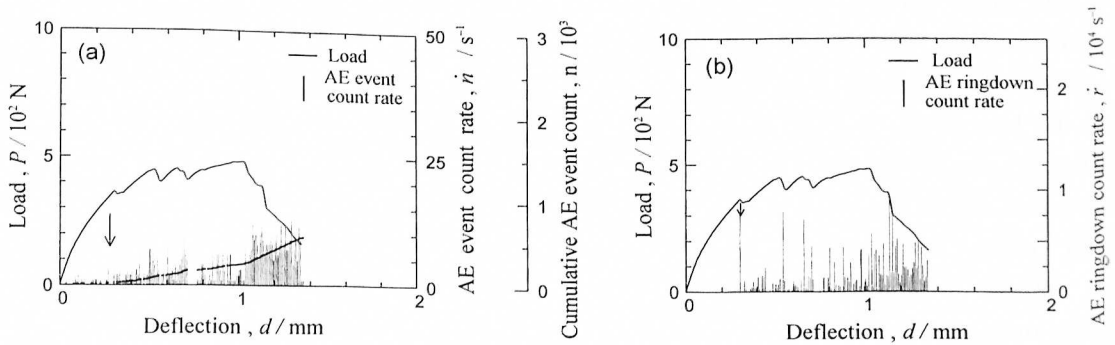 (a)
Load
AE event
count rate
10
5
0
0
1
2
Load , P / 10² N
Deflection , d / mm
50
25
0
AE event count rate , ṅ / s⁻¹
3
2
1
0
Cumulative AE event count , n / 10³
(b)
Load
AE ringdown
count rate
10
5
0
0
1
2
Load , P / 10² N
Deflection , d / mm
2
1
0
AE ringdown count rate , ṙ / 10⁴ s⁻¹